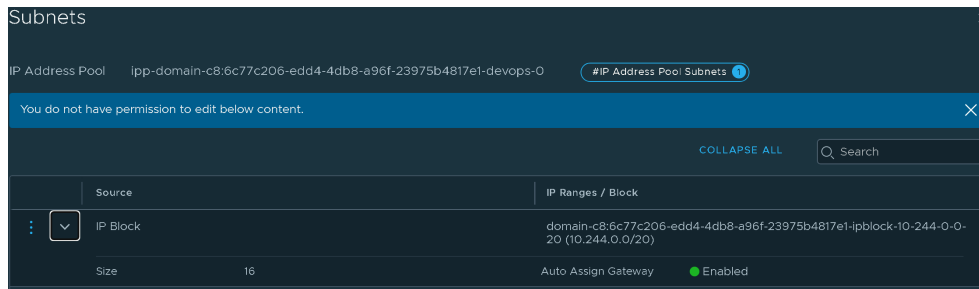 Subnets
IP Address Pool ipp-domain-c8:6c77c206-edd4-4db8-a96f-23975b4817e1-devops-0 #IP Address Pool Subnets 1
You do not have permission to edit below content.
COLLAPSE ALL Search
Source IP Ranges / Block
IP Block domain-c8:6c77c206-edd4-4db8-a96f-23975b4817e1-ipblock-10-244-0-0-
20 (10.244.0.0/20)
Size 16 Auto Assign Gateway Enabled